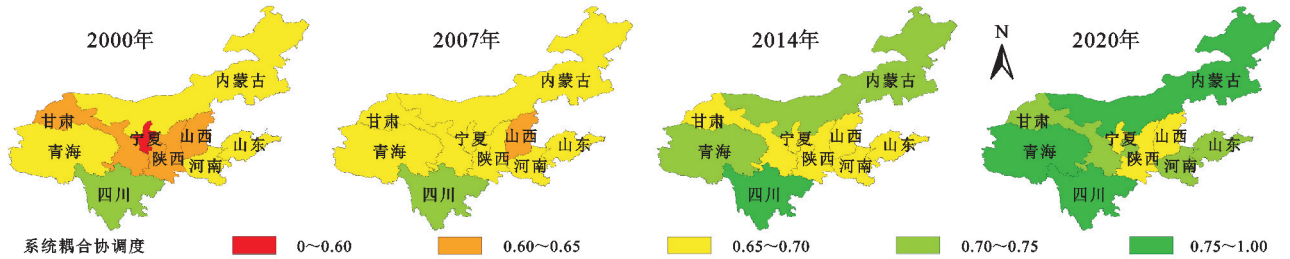 2000年
内蒙古
甘肃
宁夏
山西
青海
陕西
山东
河南
四川
2007年
内蒙古
甘肃
宁夏
山西
青海
陕西
山东
河南
四川
2014年
内蒙古
甘肃
宁夏
山西
青海
陕西
山东
河南
四川
N
2020年
内蒙古
甘肃
宁夏
山西
青海
陕西
山东
河南
四川
系统耦合协调度 0～0.60 0.60～0.65 0.65～0.70 0.70～0.75 0.75～1.00